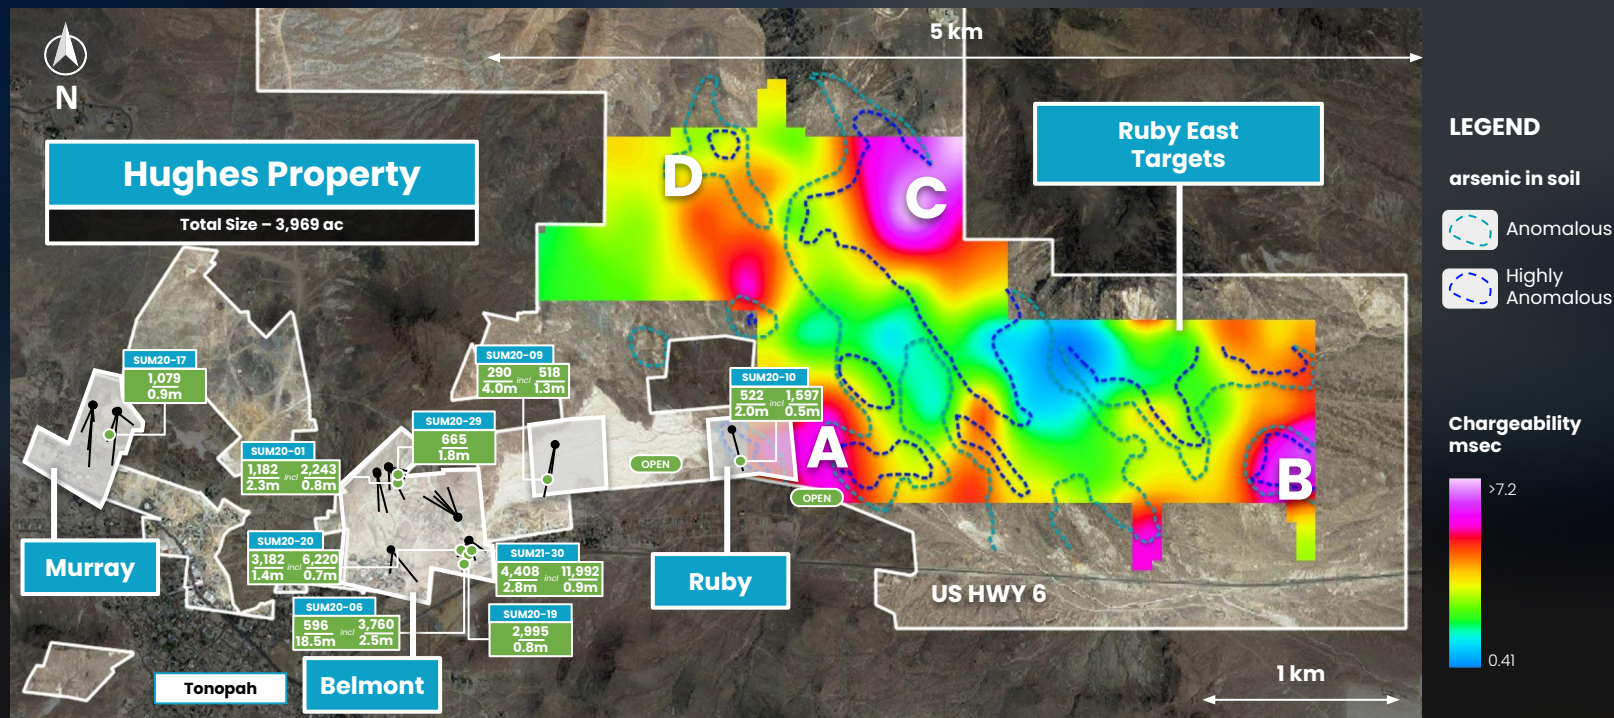 5 km
N
Hughes Property
Total Size – 3,969 ac
Ruby East
Targets
D
C
A
B
SUM20-17
1,079
0.9m
SUM20-09
290 incl 518
4.0m 1.3m
SUM20-10
522 incl 1,597
2.0m 0.5m
SUM20-29
665
1.8m
SUM20-01
1,182 incl 2,243
2.3m 0.8m
OPEN
OPEN
SUM20-20
3,182 incl 6,220
1.4m 0.7m
SUM21-30
4,408 incl 11,992
2.8m 0.9m
SUM20-06
596 incl 3,760
18.5m 2.5m
SUM20-19
2,995
0.8m
Murray
Belmont
Ruby
Tonopah
US HWY 6
1 km
LEGEND
arsenic in soil
Anomalous
Highly
Anomalous
Chargeability
msec
>7.2
0.41